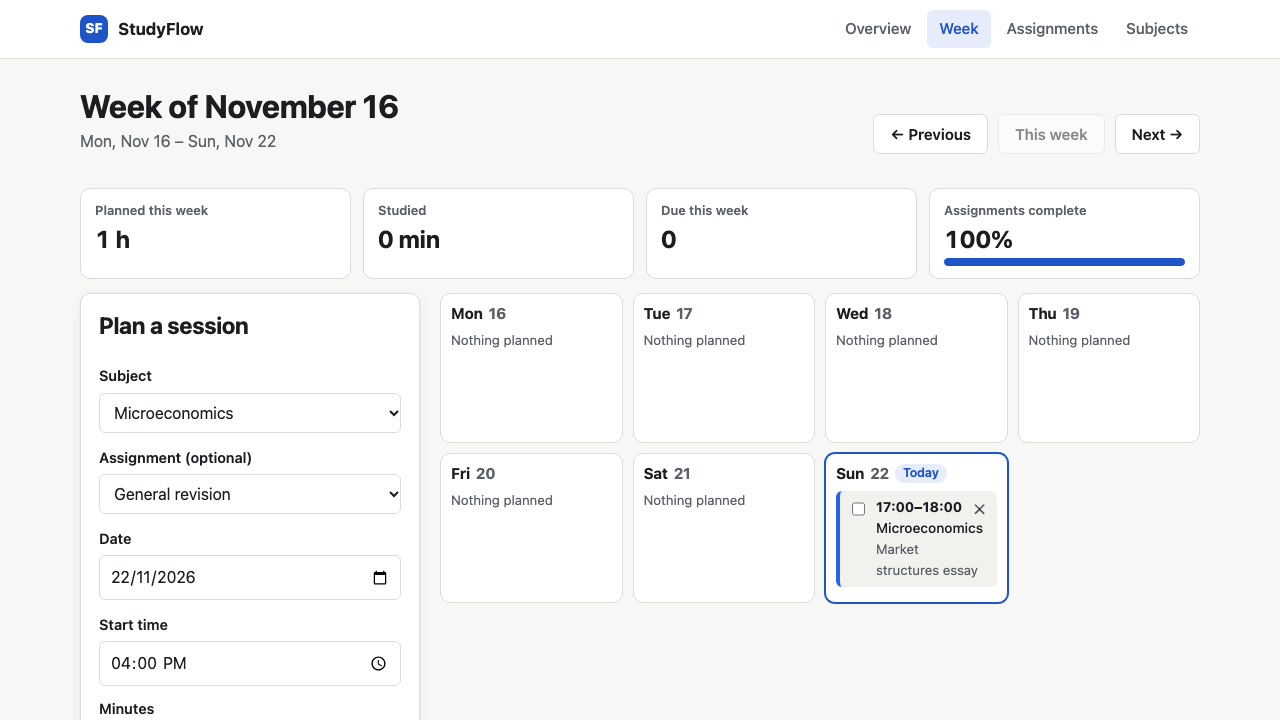 SF StudyFlow
Overview Week Assignments Subjects
Week of November 16
Mon, Nov 16 – Sun, Nov 22
← Previous This week Next →
Planned this week
1 h
Studied
0 min
Due this week
0
Assignments complete
100%
Plan a session
Subject
Microeconomics
Assignment (optional)
General revision
Date
22/11/2026
Start time
04:00 PM
Minutes
Mon 16
Nothing planned
Tue 17
Nothing planned
Wed 18
Nothing planned
Thu 19
Nothing planned
Fri 20
Nothing planned
Sat 21
Nothing planned
Sun 22 Today
17:00–18:00
Microeconomics
Market
structures essay